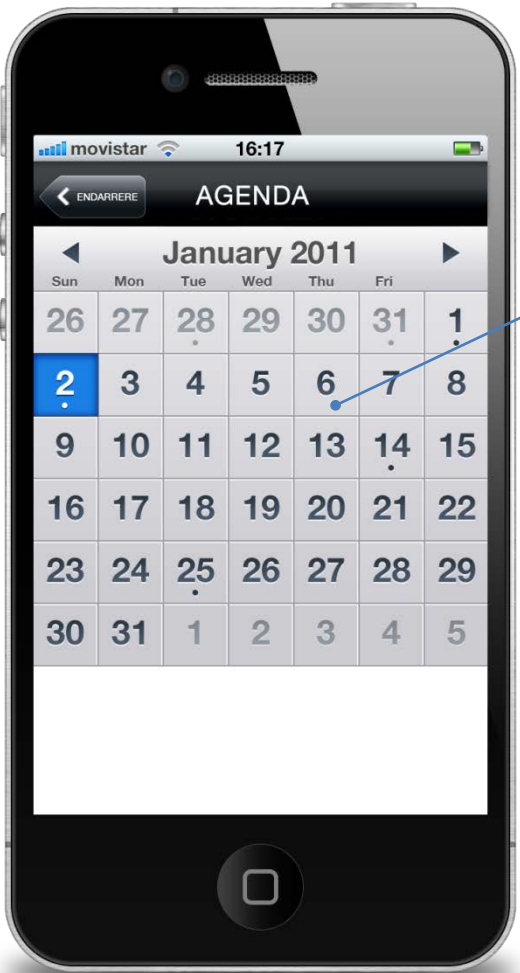 movistar 16:17
ENDARRERE AGENDA
January 2011
Sun Mon Tue Wed Thu Fri
26 27 28 29 30 31 1
2 3 4 5 6 7 8
9 10 11 12 13 14 15
16 17 18 19 20 21 22
23 24 25 26 27 28 29
30 31 1 2 3 4 5